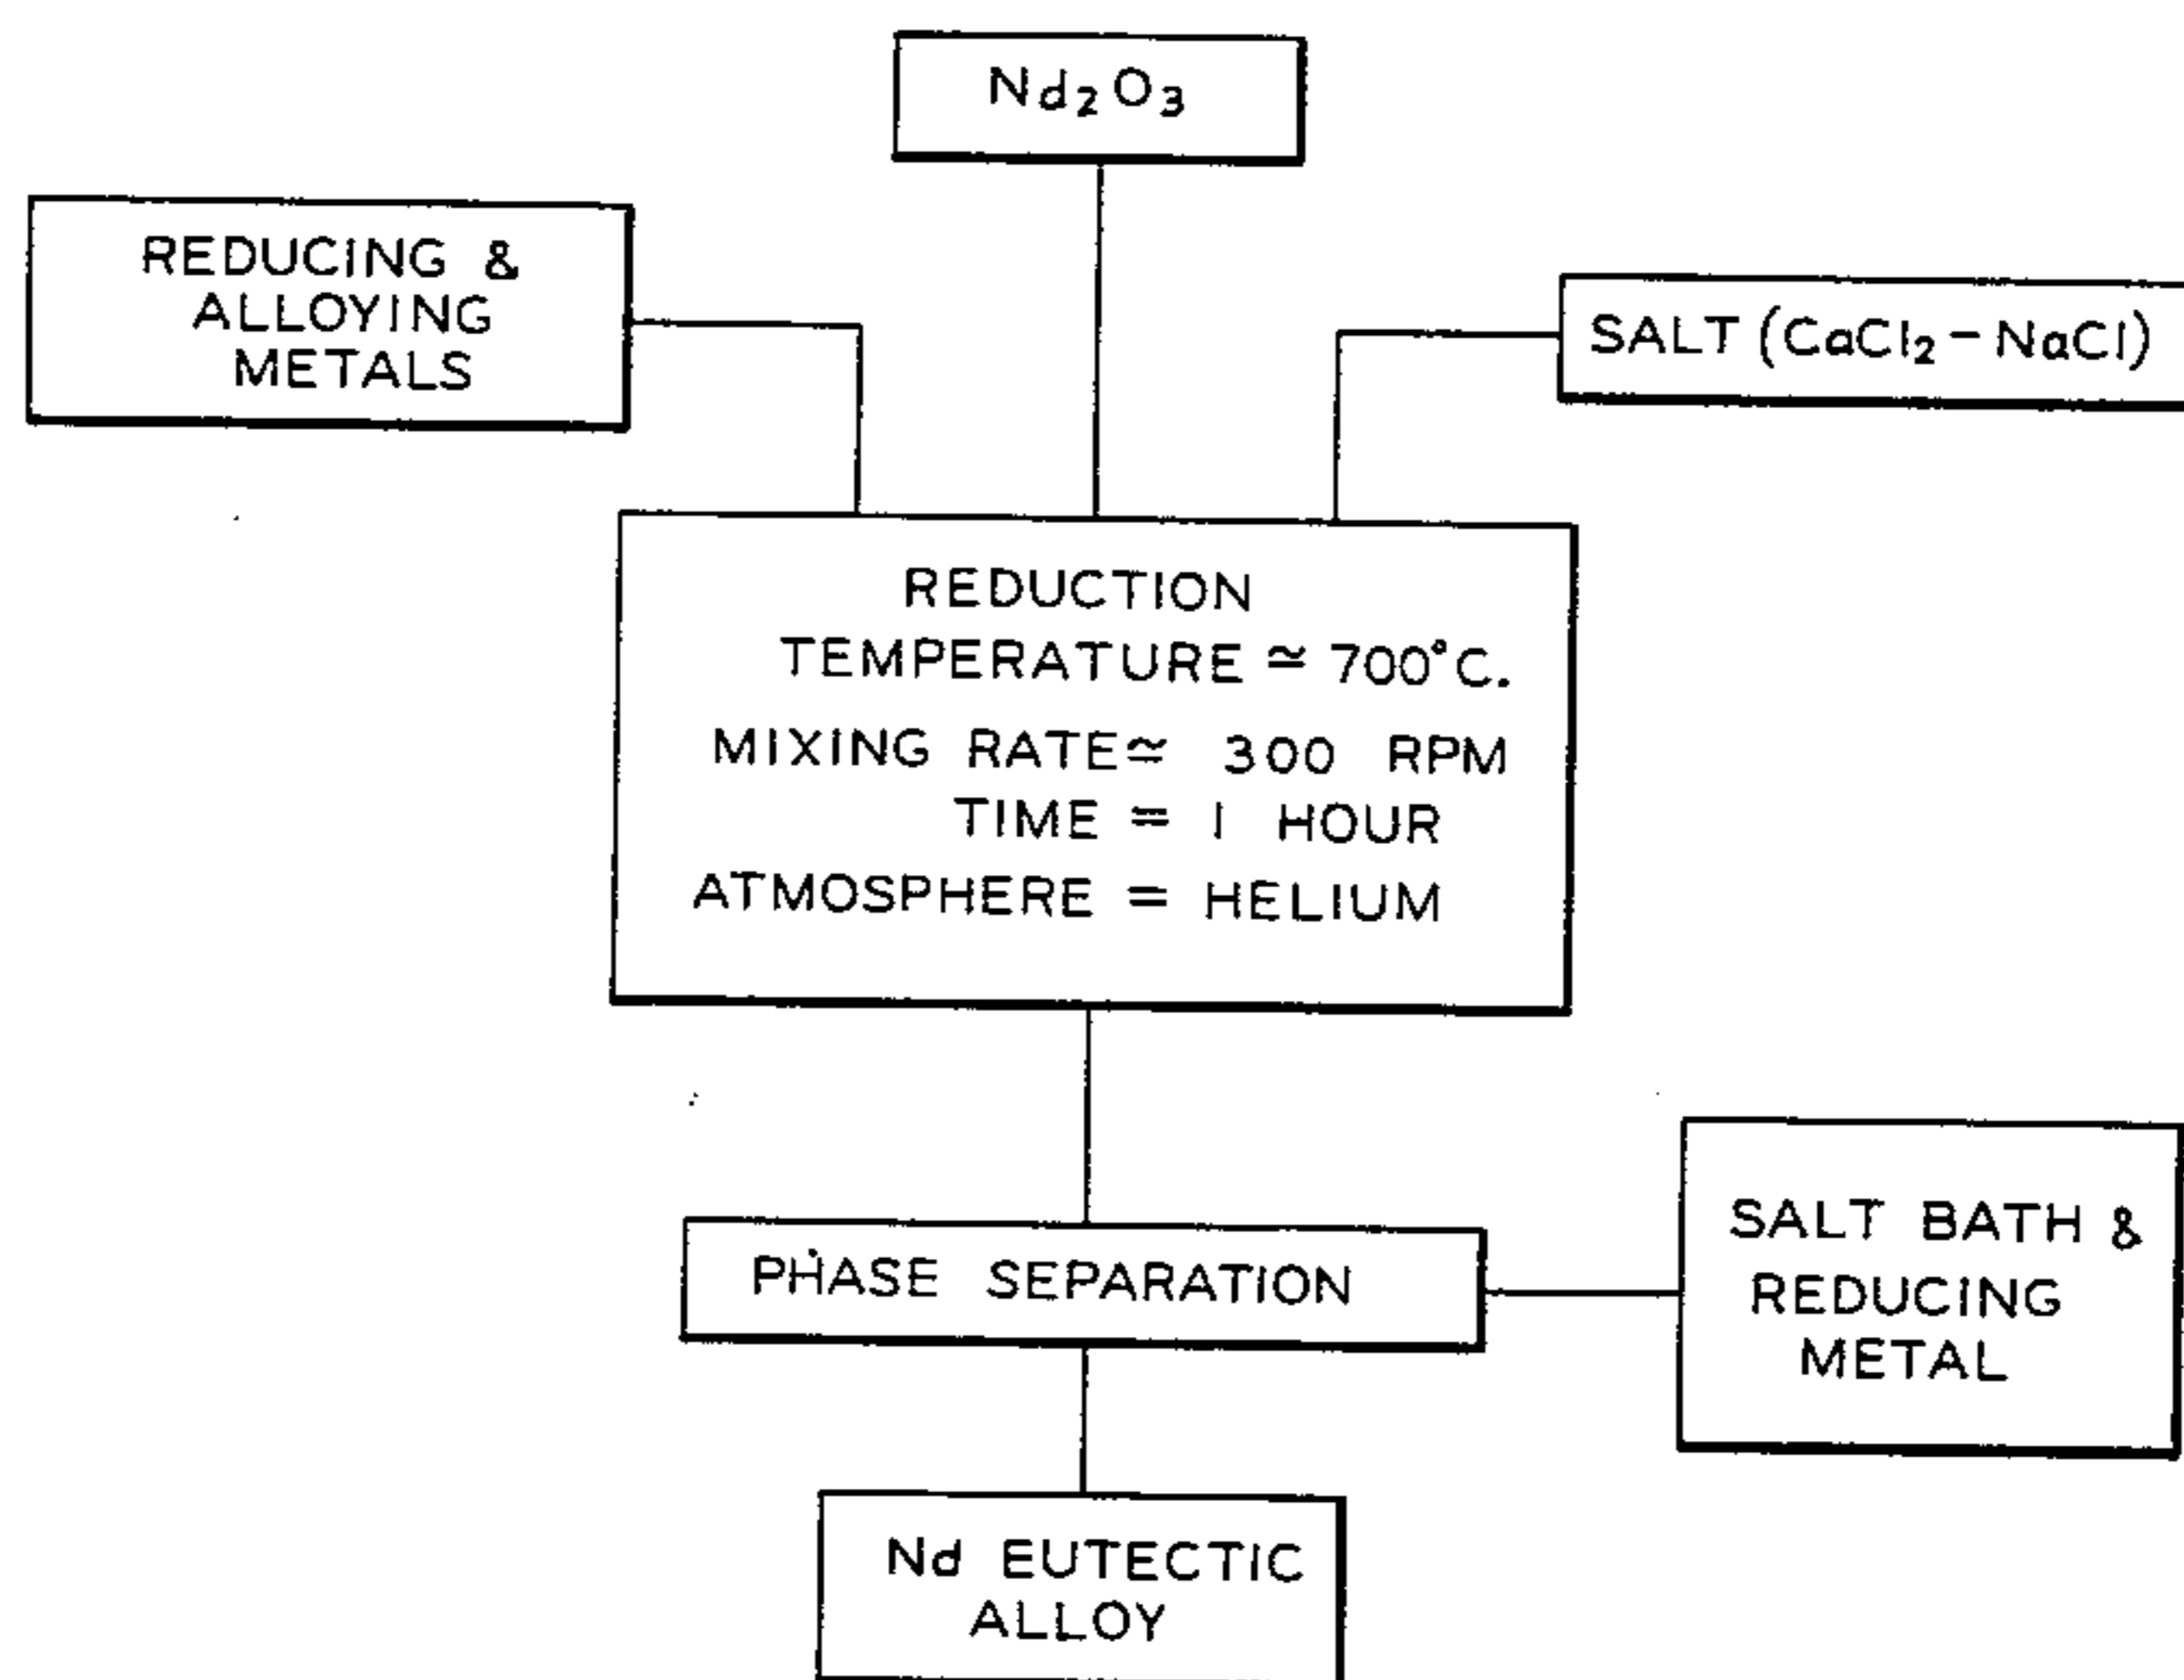 Nd₂O₃
REDUCING &
ALLOYING
METALS
SALT (CaCl₂-NaCl)
REDUCTION
TEMPERATURE ≃ 700°C.
MIXING RATE ≃ 300 RPM
TIME = 1 HOUR
ATMOSPHERE = HELIUM
PHASE SEPARATION
SALT BATH &
REDUCING
METAL
Nd EUTECTIC
ALLOY